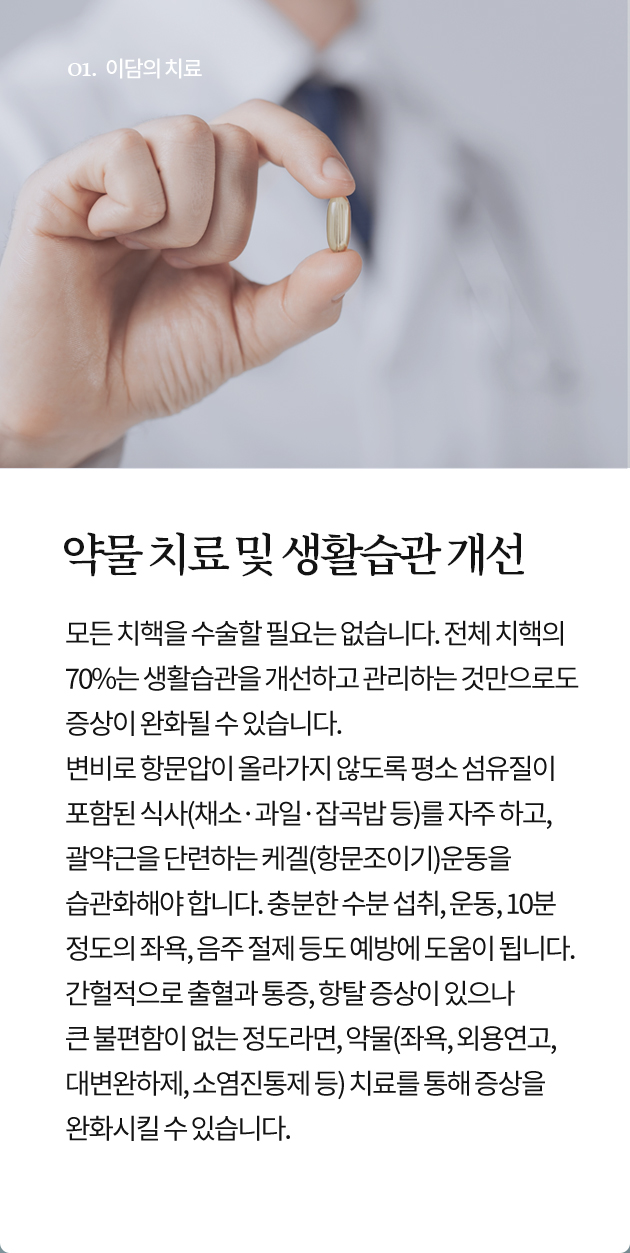 01. 이담의 치료
약물 치료 및 생활습관 개선
모든 치핵을 수술할 필요는 없습니다. 전체 치핵의
70%는 생활습관을 개선하고 관리하는 것만으로도
증상이 완화될 수 있습니다.
변비로 항문압이 올라가지 않도록 평소 섬유질이
포함된 식사(채소·과일·잡곡밥 등)를 자주 하고,
괄약근을 단련하는 케겔(항문조이기)운동을
습관화해야 합니다. 충분한 수분 섭취, 운동, 10분
정도의 좌욕, 음주 절제 등도 예방에 도움이 됩니다.
간헐적으로 출혈과 통증, 항탈 증상이 있으나
큰 불편함이 없는 정도라면, 약물(좌욕, 외용연고,
대변완하제, 소염진통제 등) 치료를 통해 증상을
완화시킬 수 있습니다.